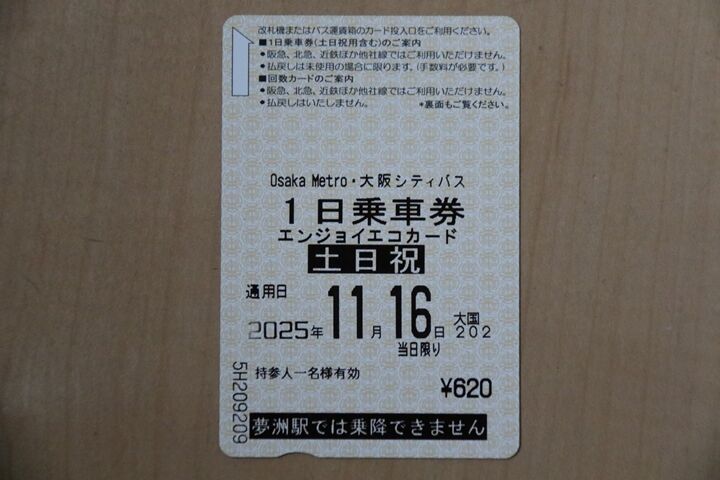 改札機またはバス運賃箱のカード投入口をご利用ください。
■1日乗車券(土日祝用含む)のご案内
●阪急、北急、近鉄ほか他社線ではご利用いただけません。
●払戻しは未使用の場合に限ります。(手数料が必要です。)
■回数カードのご案内
●阪急、北急、近鉄ほか他社線ではご利用いただけません。
●払戻しはいたしません。 *裏面もご覧ください。
Osaka Metro・大阪シティバス
1日乗車券
エンジョイエコカード
土日祝
通用日
2025年11月16日 大国
202
当日限り
持参人一名様有効
¥620
5H209209
夢洲駅では乗降できません